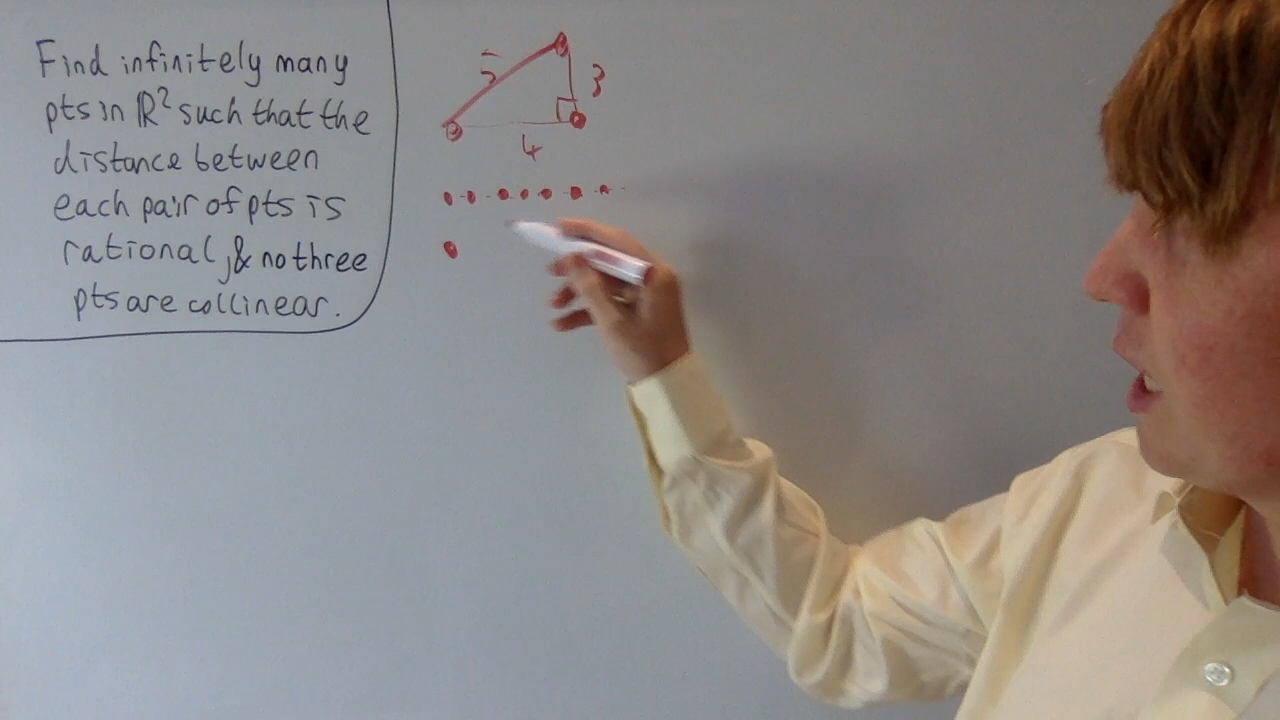 Find infinitely many
pts in ℝ² such that the
distance between
each pair of pts is
rational, & no three
pts are collinear.
5
3
4